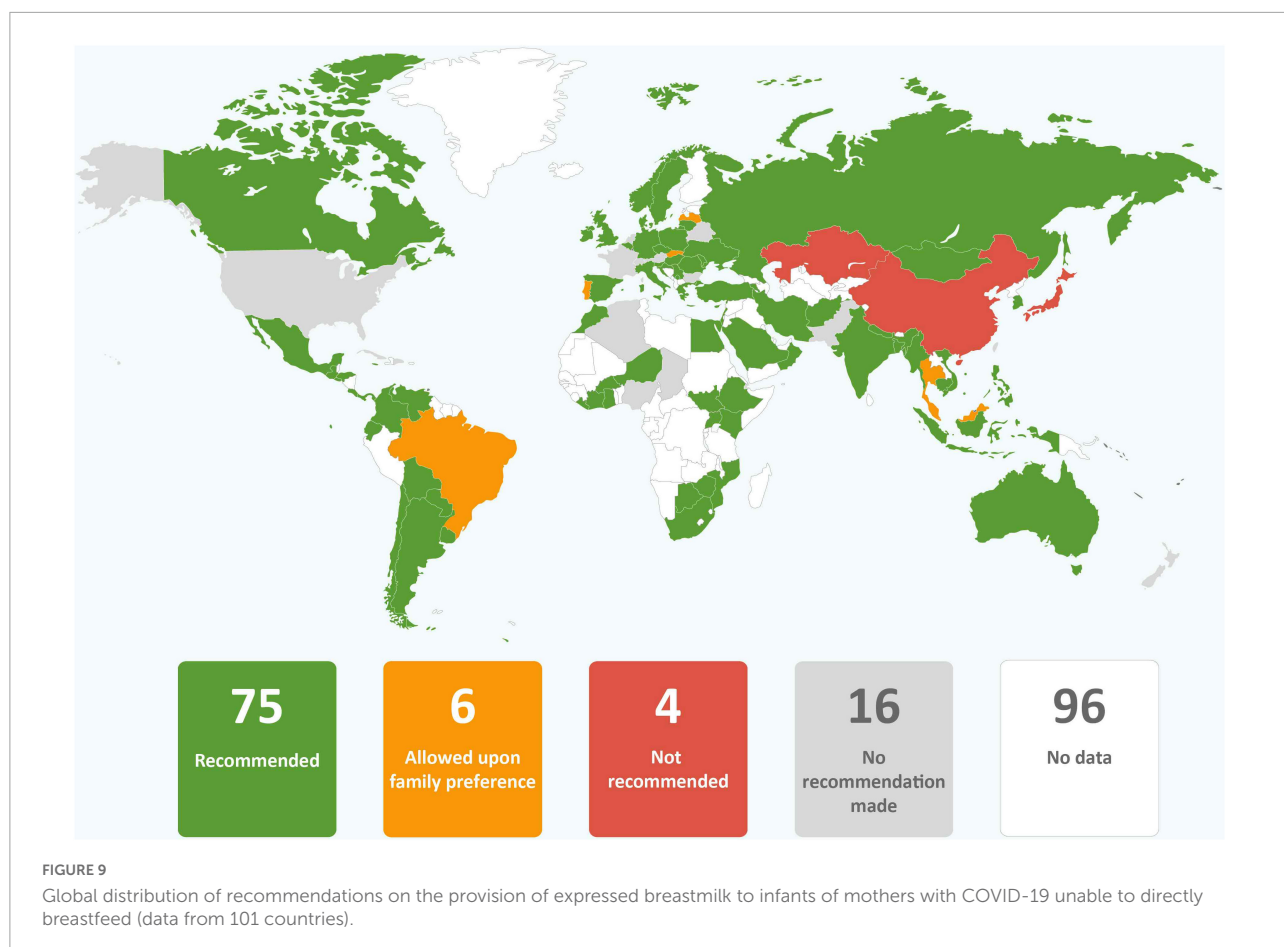 75
Recommended
6
Allowed upon
family preference
4
Not
recommended
16
No
recommendation
made
96
No data
FIGURE 9
Global distribution of recommendations on the provision of expressed breastmilk to infants of mothers with COVID-19 unable to directly
breastfeed (data from 101 countries).